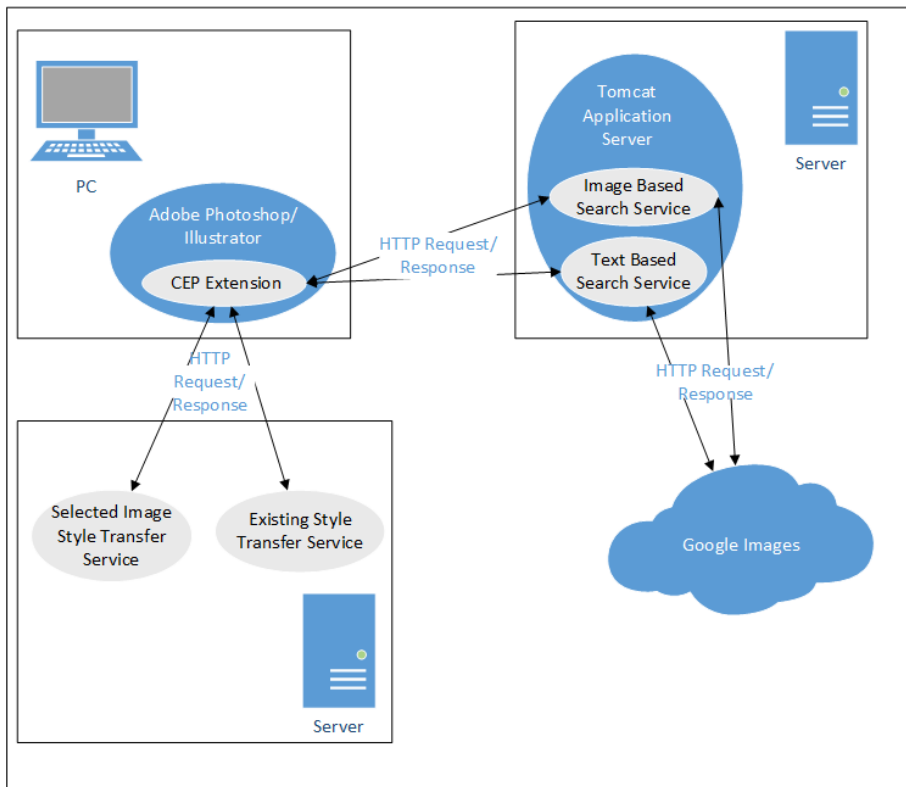 PC
Adobe Photoshop/
Illustrator
CEP Extension
Tomcat
Application
Server
Server
Image Based
Search Service
Text Based
Search Service
HTTP Request/
Response
HTTP
Request/
Response
HTTP Request/
Response
Selected Image
Style Transfer
Service
Existing Style
Transfer Service
Server
Google Images